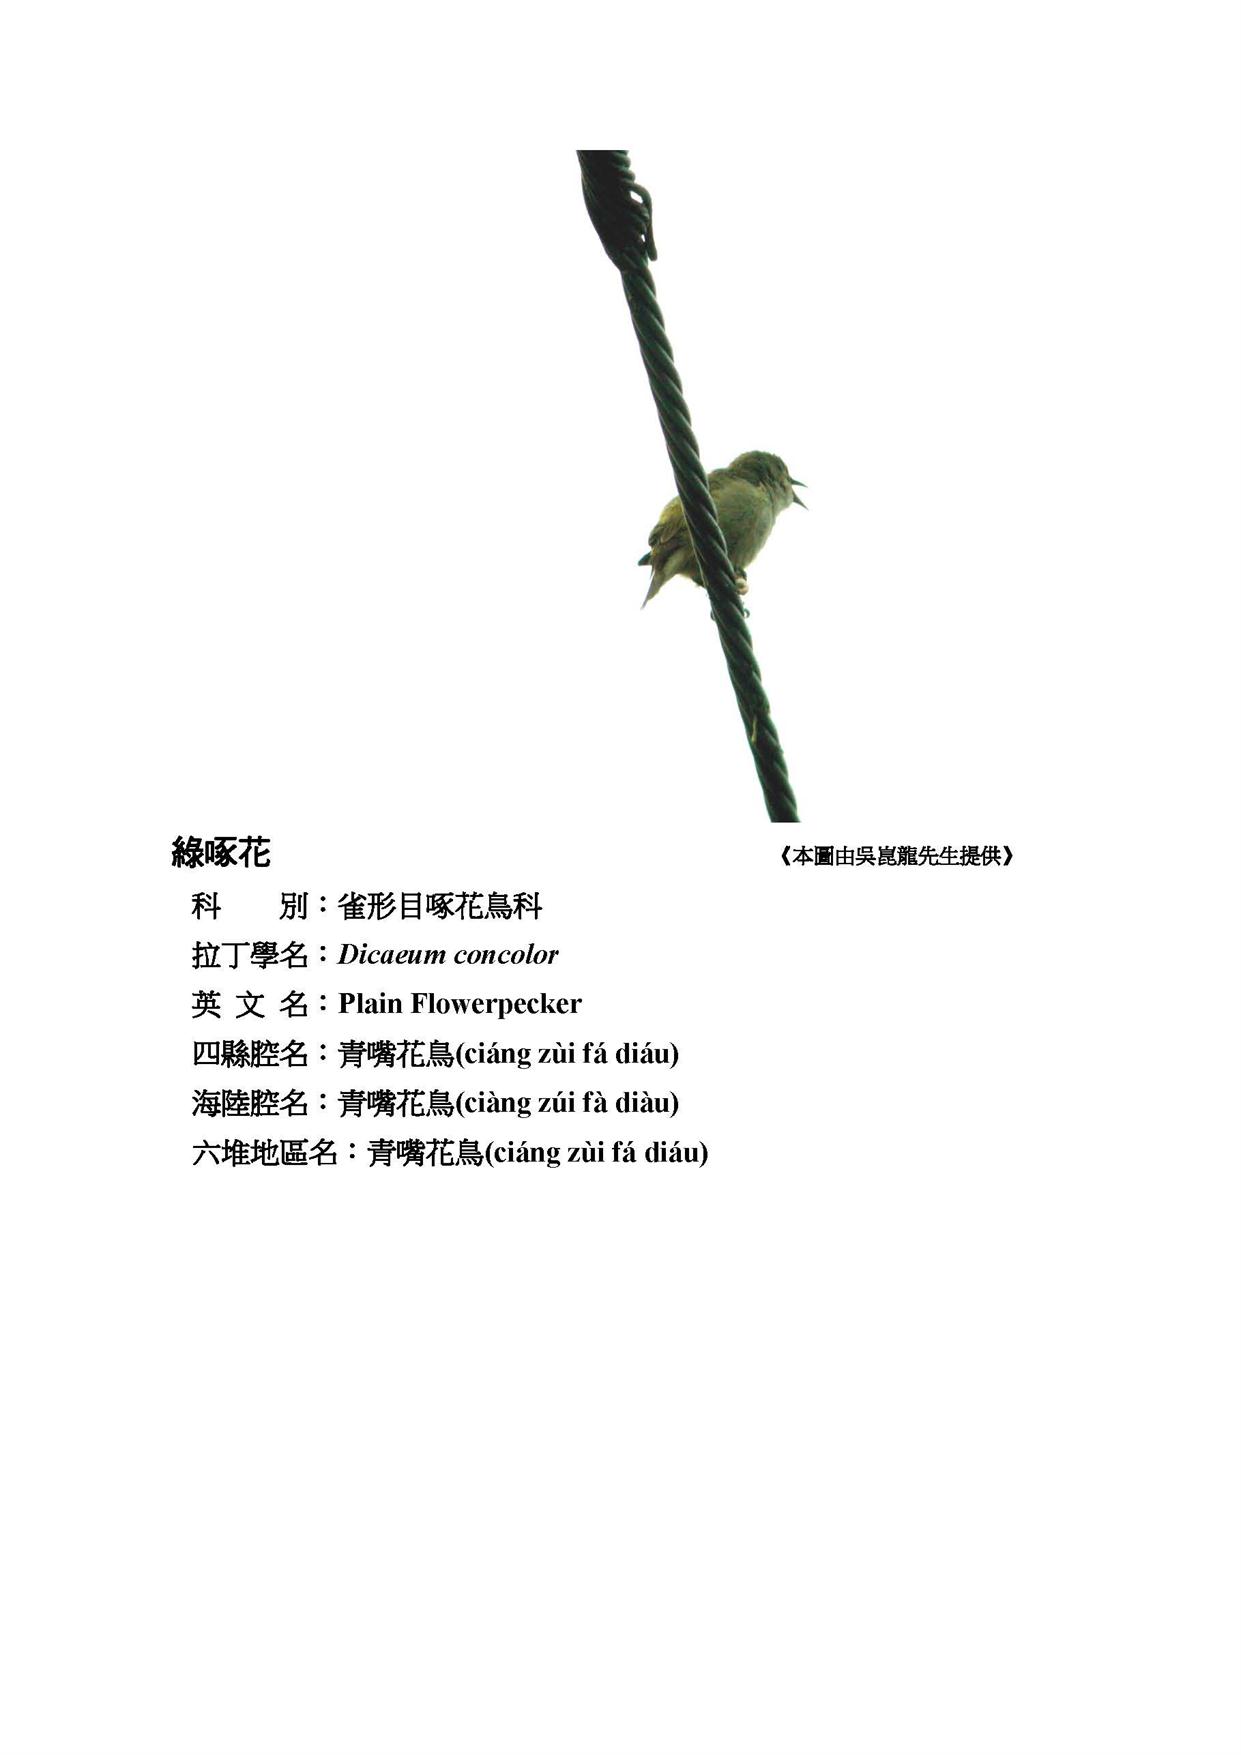 綠啄花 《本圖由吳崑龍先生提供》
科　　別：雀形目啄花鳥科
拉丁學名：Dicaeum concolor
英 文 名：Plain Flowerpecker
四縣腔名：青嘴花鳥(ciáng zùi fá diáu)
海陸腔名：青嘴花鳥(ciàng zúi fà diàu)
六堆地區名：青嘴花鳥(ciáng zùi fá diáu)